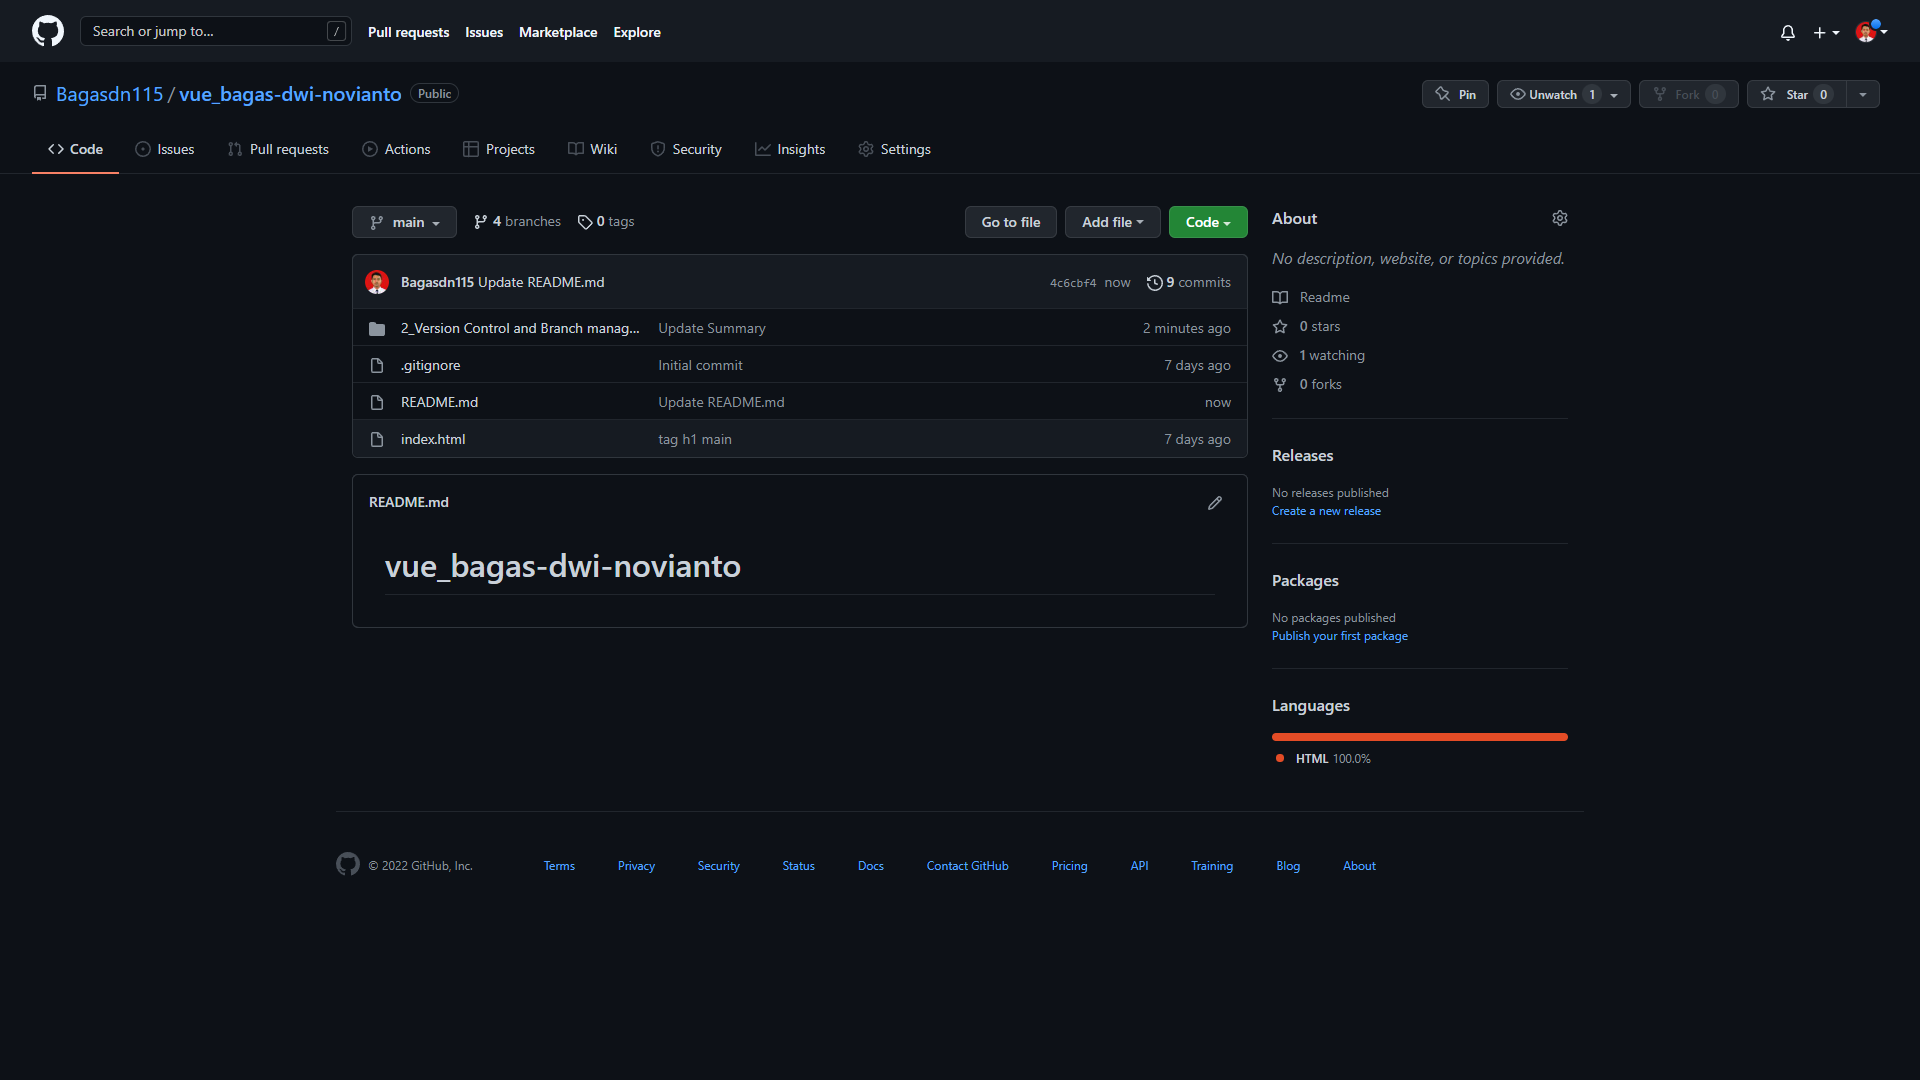 Search or jump to... /
Pull requests Issues Marketplace Explore
Bagasdn115 / vue_bagas-dwi-novianto Public
Pin Unwatch 1 Fork 0 Star 0
Code Issues Pull requests Actions Projects Wiki Security Insights Settings
main 4 branches 0 tags Go to file Add file Code
Bagasdn115 Update README.md 4c6cbf4 now 9 commits
2_Version Control and Branch manag... Update Summary 2 minutes ago
.gitignore Initial commit 7 days ago
README.md Update README.md now
index.html tag h1 main 7 days ago
README.md
vue_bagas-dwi-novianto
About
No description, website, or topics provided.
Readme
0 stars
1 watching
0 forks
Releases
No releases published
Create a new release
Packages
No packages published
Publish your first package
Languages
HTML 100.0%
© 2022 GitHub, Inc. Terms Privacy Security Status Docs Contact GitHub Pricing API Training Blog About